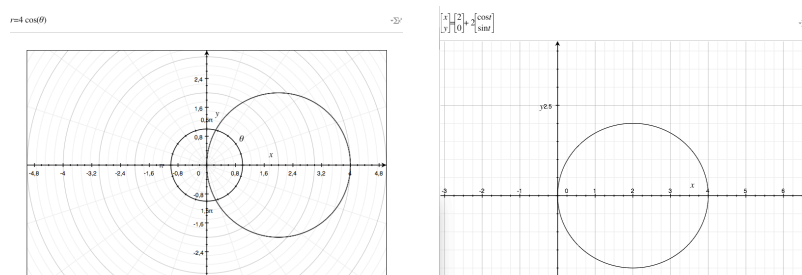 r=4 cos(θ)
2,4
1,6
y
0,5π
θ
0,8
x
π
-4,8 -4 -3,2 -2,4 -1,6 -0,8 0 0,8 1,6 2,4 3,2 4 4,8
-0,8
1,5π
-1,6
-2,4
[x y]=[2 0]+2[cost sint]
y2.5
x
-3 -2 -1 0 1 2 3 4 5 6